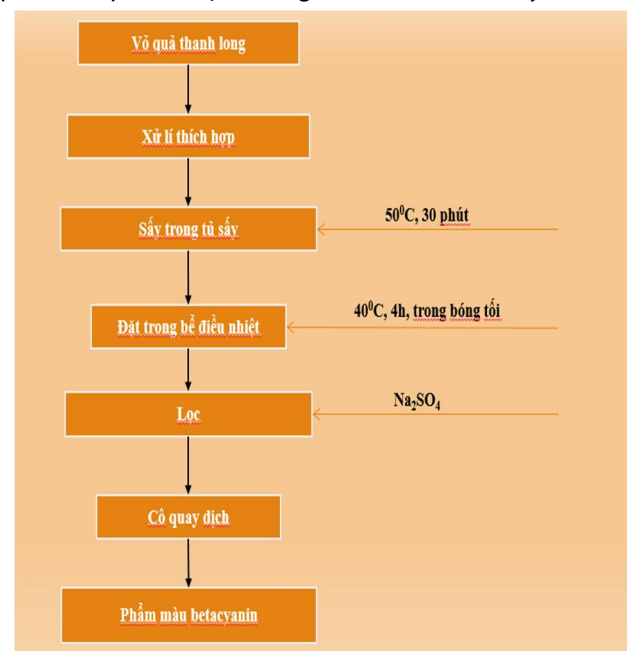 Vỏ quả thanh long
Xử lí thích hợp
Sấy trong tủ sấy
50⁰C, 30 phút
Đặt trong bể điều nhiệt
40⁰C, 4h, trong bóng tối
Lọc
Na₂SO₄
Cô quay dịch
Phẩm màu betacyanin